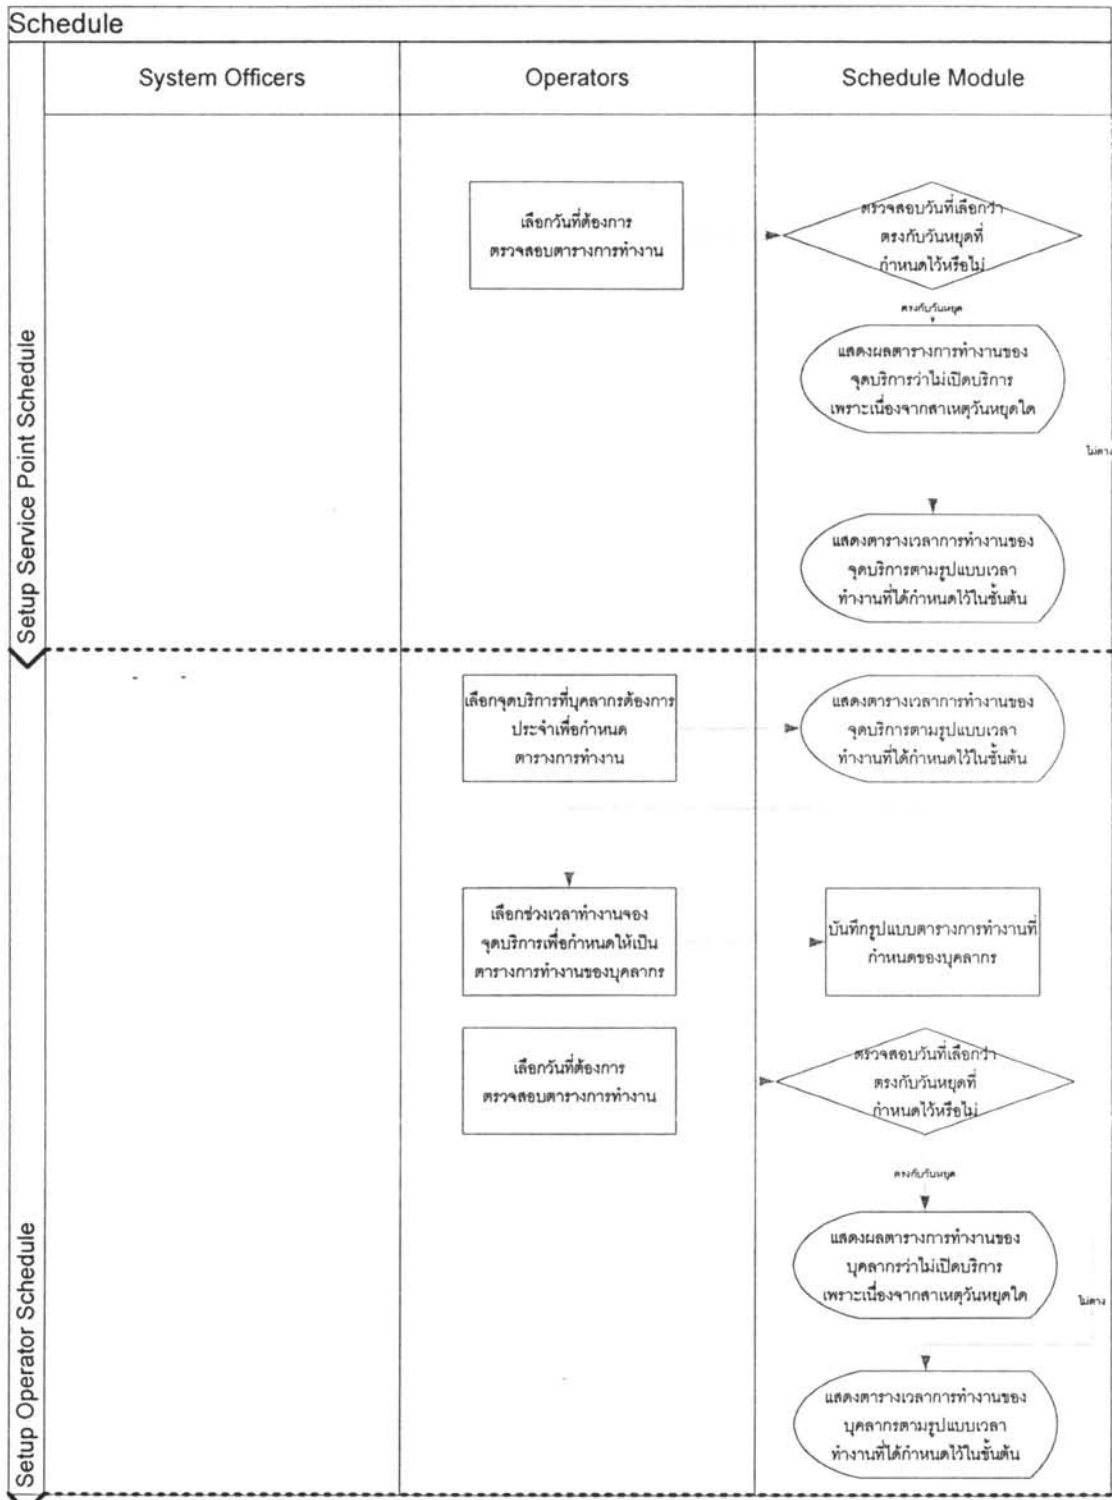 Schedule
System Officers
Operators
Schedule Module
Setup Service Point Schedule
เลือกวันที่ต้องการ
ตรวจสอบตารางการทำงาน
ตรวจสอบวันที่เลือกว่า
ตรงกับวันหยุดที่
กำหนดไว้หรือไม่
ตรงกับวันหยุด
แสดงผลตารางการทำงานของ
จุดบริการว่าไม่เปิดบริการ
เพราะเนื่องจากสาเหตุวันหยุดใด
แสดงตารางเวลาการทำงานของ
จุดบริการตามรูปแบบเวลา
ทำงานที่ได้กำหนดไว้ในชั้นต้น
Setup Operator Schedule
เลือกจุดบริการที่บุคลากรต้องการ
ประจำเพื่อกำหนด
ตารางการทำงาน
แสดงตารางเวลาการทำงานของ
จุดบริการตามรูปแบบเวลา
ทำงานที่ได้กำหนดไว้ในชั้นต้น
เลือกช่วงเวลาทำงานจอง
จุดบริการเพื่อกำหนดให้เป็น
ตารางการทำงานของบุคลากร
บันทึกรูปแบบตารางการทำงานที่
กำหนดของบุคลากร
เลือกวันที่ต้องการ
ตรวจสอบตารางการทำงาน
ตรวจสอบวันที่เลือกว่า
ตรงกับวันหยุดที่
กำหนดไว้หรือไม่
ตรงกับวันหยุด
แสดงผลตารางการทำงานของ
บุคลากรว่าไม่เปิดบริการ
เพราะเนื่องจากสาเหตุวันหยุดใด
แสดงตารางเวลาการทำงานของ
บุคลากรตามรูปแบบเวลา
ทำงานที่ได้กำหนดไว้ในชั้นต้น